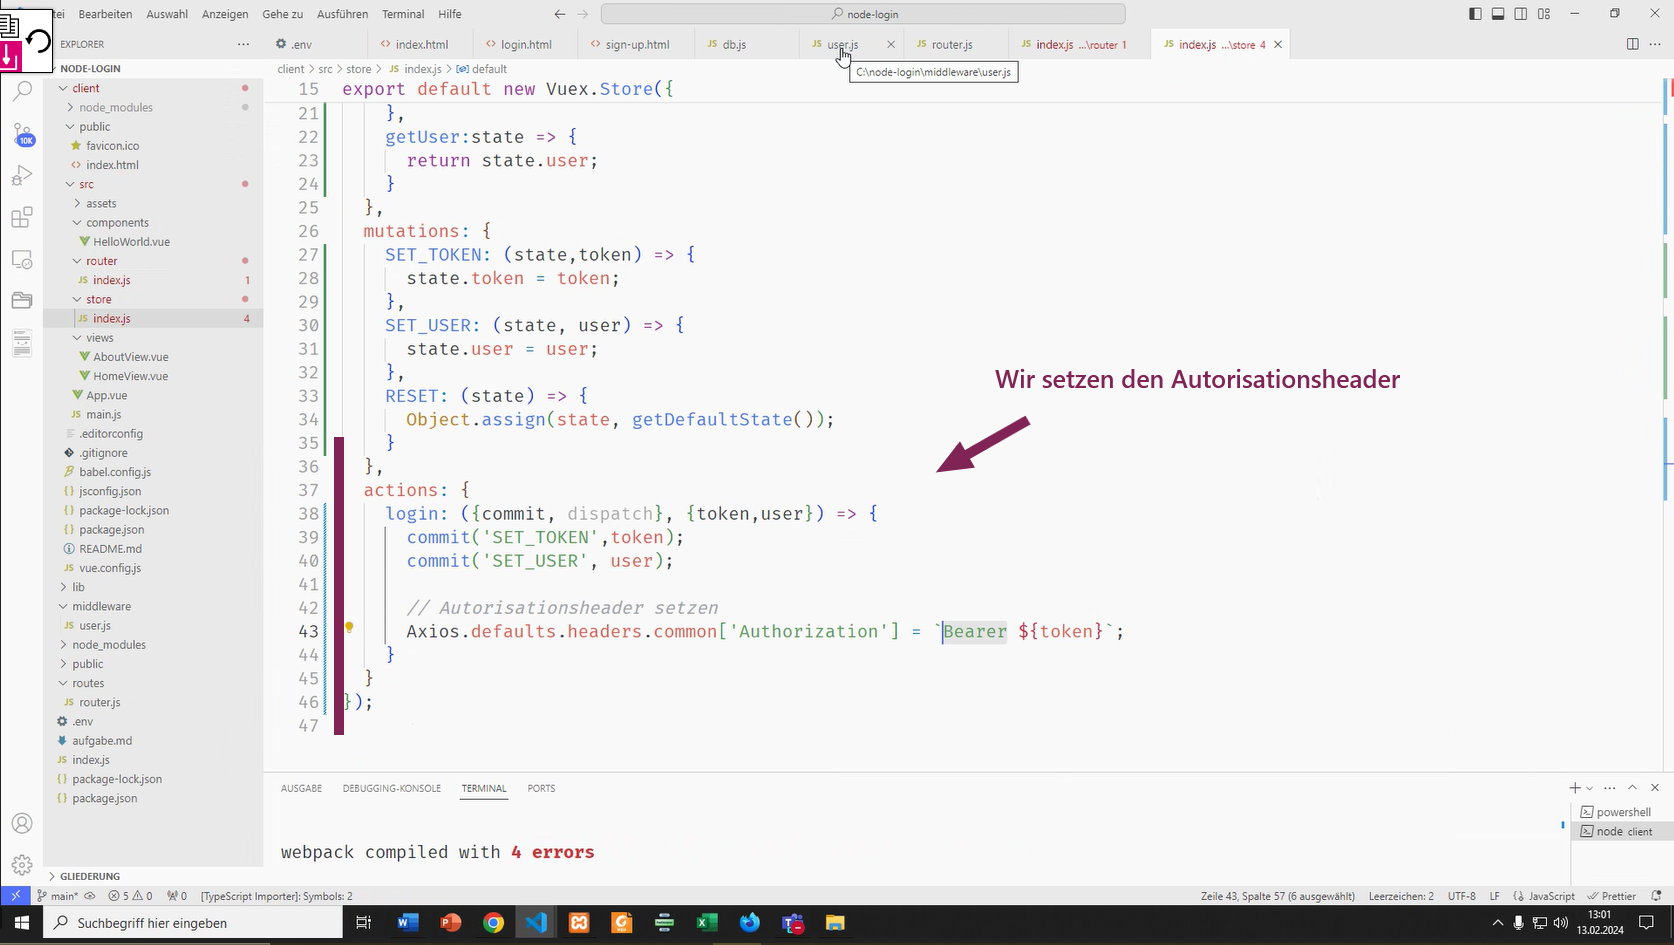 Bearbeiten Auswahl Anzeigen Gehe zu Ausführen Terminal Hilfe
node-login
EXPLORER
.env
index.html
login.html
sign-up.html
db.js
user.js
router.js
index.js ...\router 1
index.js ...\store 4
C:\node-login\middleware\user.js
client > src > store > JS index.js > default
NODE-LOGIN
client
node_modules
public
favicon.ico
index.html
src
assets
components
HelloWorld.vue
router
JS index.js 1
store
JS index.js 4
views
AboutView.vue
HomeView.vue
App.vue
JS main.js
.editorconfig
.gitignore
babel.config.js
jsconfig.json
package-lock.json
package.json
README.md
vue.config.js
lib
middleware
JS user.js
node_modules
public
routes
JS router.js
.env
aufgabe.md
JS index.js
package-lock.json
package.json
GLIEDERUNG
10K
15 export default new Vuex.Store({
21 },
22 getUser:state => {
23 return state.user;
24 }
25 },
26 mutations: {
27 SET_TOKEN: (state,token) => {
28 state.token = token;
29 },
30 SET_USER: (state, user) => {
31 state.user = user;
32 },
33 RESET: (state) => {
34 Object.assign(state, getDefaultState());
35 }
36 },
37 actions: {
38 login: ({commit, dispatch}, {token,user}) => {
39 commit('SET_TOKEN',token);
40 commit('SET_USER', user);
41
42 // Autorisationsheader setzen
43 Axios.defaults.headers.common['Authorization'] = `Bearer ${token}`;
44 }
45 }
46 });
47
Wir setzen den Autorisationsheader
AUSGABE DEBUGGING-KONSOLE TERMINAL PORTS
powershell
node client
webpack compiled with 4 errors
main* 5 0 0 [TypeScript Importer]: Symbols: 2
Zeile 43, Spalte 57 (6 ausgewählt) Leerzeichen: 2 UTF-8 LF JavaScript Prettier
Suchbegriff hier eingeben
13:01
13.02.2024